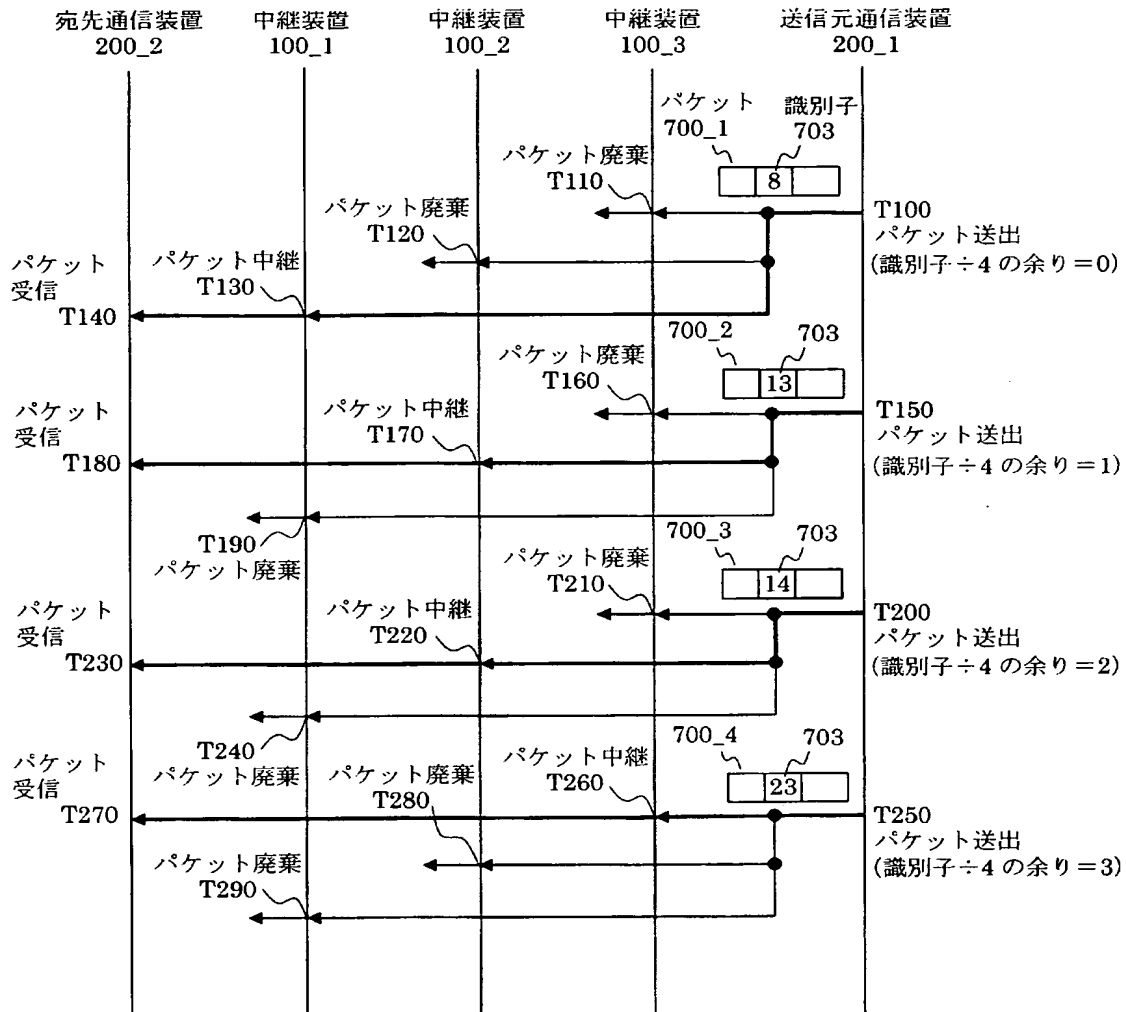 宛先通信装置 中継装置 中継装置 中継装置 送信元通信装置
200_2 100_1 100_2 100_3 200_1
パケット 識別子
700_1 703
8
パケット廃棄
T110
T100
パケット送出
(識別子÷4の余り=0)
パケット廃棄
T120
パケット中継
T130
パケット
受信
T140
700_2 703
13
パケット廃棄
T160
T150
パケット送出
(識別子÷4の余り=1)
パケット中継
T170
パケット
受信
T180
T190
パケット廃棄
700_3 703
14
パケット廃棄
T210
T200
パケット送出
(識別子÷4の余り=2)
パケット中継
T220
パケット
受信
T230
T240
パケット廃棄
700_4 703
23
パケット中継
T260
T250
パケット送出
(識別子÷4の余り=3)
パケット
受信
T270
パケット廃棄
T280
パケット廃棄
T290